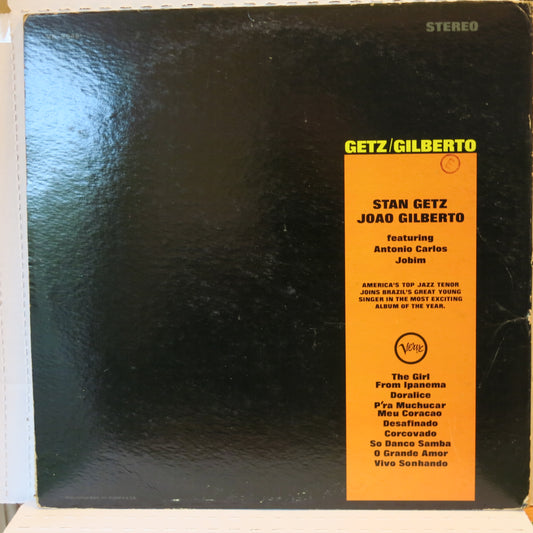 STEREO
GETZ/GILBERTO
STAN GETZ
JOAO GILBERTO
featuring
Antonio Carlos
Jobim
AMERICA'S TOP JAZZ TENOR
JOINS BRAZIL'S GREAT YOUNG
SINGER IN THE MOST EXCITING
ALBUM OF THE YEAR.
Verve
The Girl
From Ipanema
Doralice
P'ra Muchucar
Meu Coracao
Desafinado
Corcovado
So Danco Samba
O Grande Amor
Vivo Sonhando